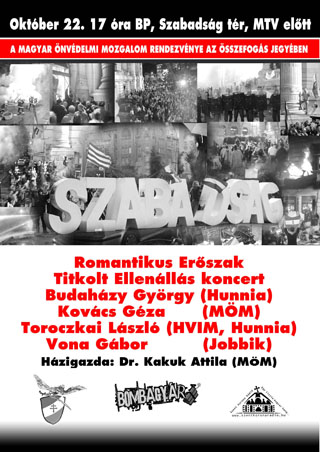 Október 22. 17 óra BP, Szabadság tér, MTV előtt
A MAGYAR ÖNVÉDELMI MOZGALOM RENDEZVÉNYE AZ ÖSSZEFOGÁS JEGYÉBEN
SZABADSÁG
Romantikus Erőszak
Titkolt Ellenállás koncert
Budaházy György (Hunnia)
Kovács Géza (MÖM)
Toroczkai László (HVIM, Hunnia)
Vona Gábor (Jobbik)
Házigazda: Dr. Kakuk Attila (MöM)
BOMBAGYÁR